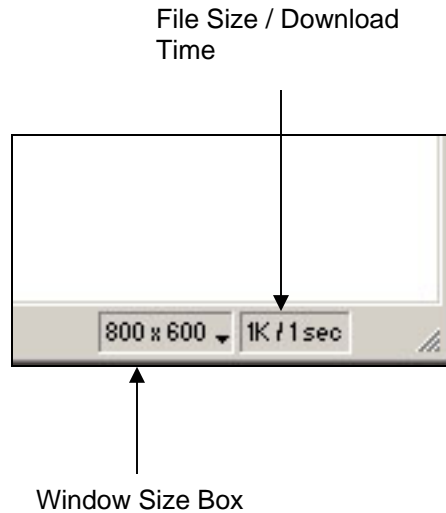 File Size / Download
Time
800 x 600
1K / 1 sec
Window Size Box